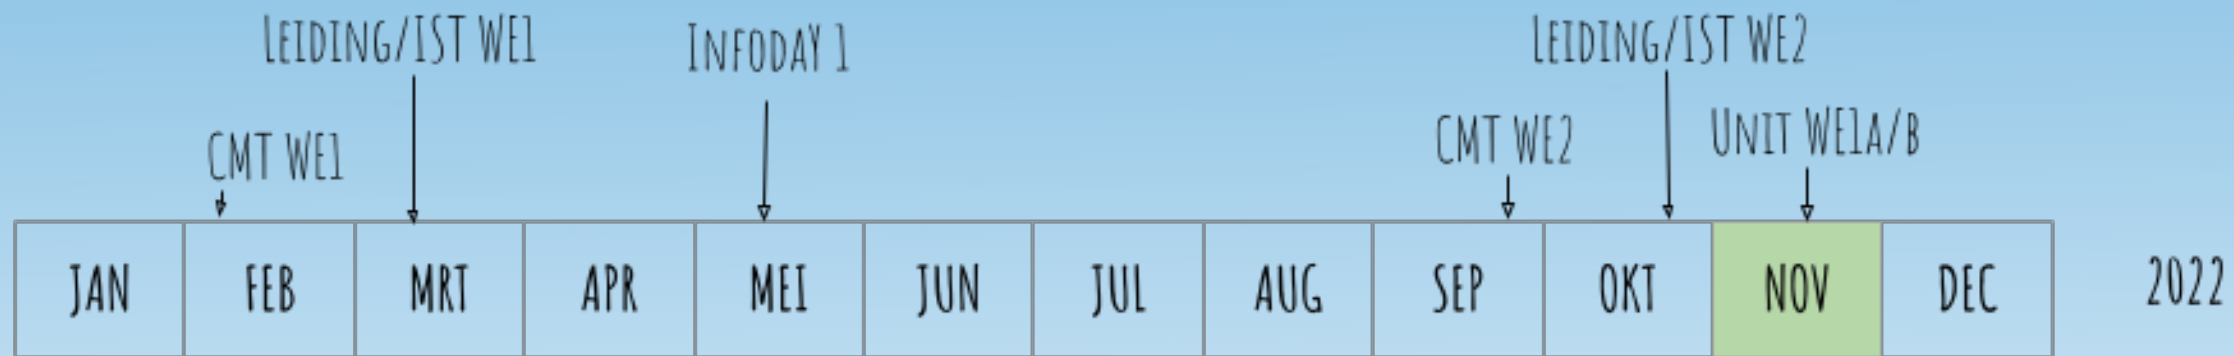 Leiding/IST WE1
Infoday 1
Leiding/IST WE2
CMT WE1
CMT WE2
Unit WE1A/B
JAN FEB MRT APR MEI JUN JUL AUG SEP OKT NOV DEC 2022